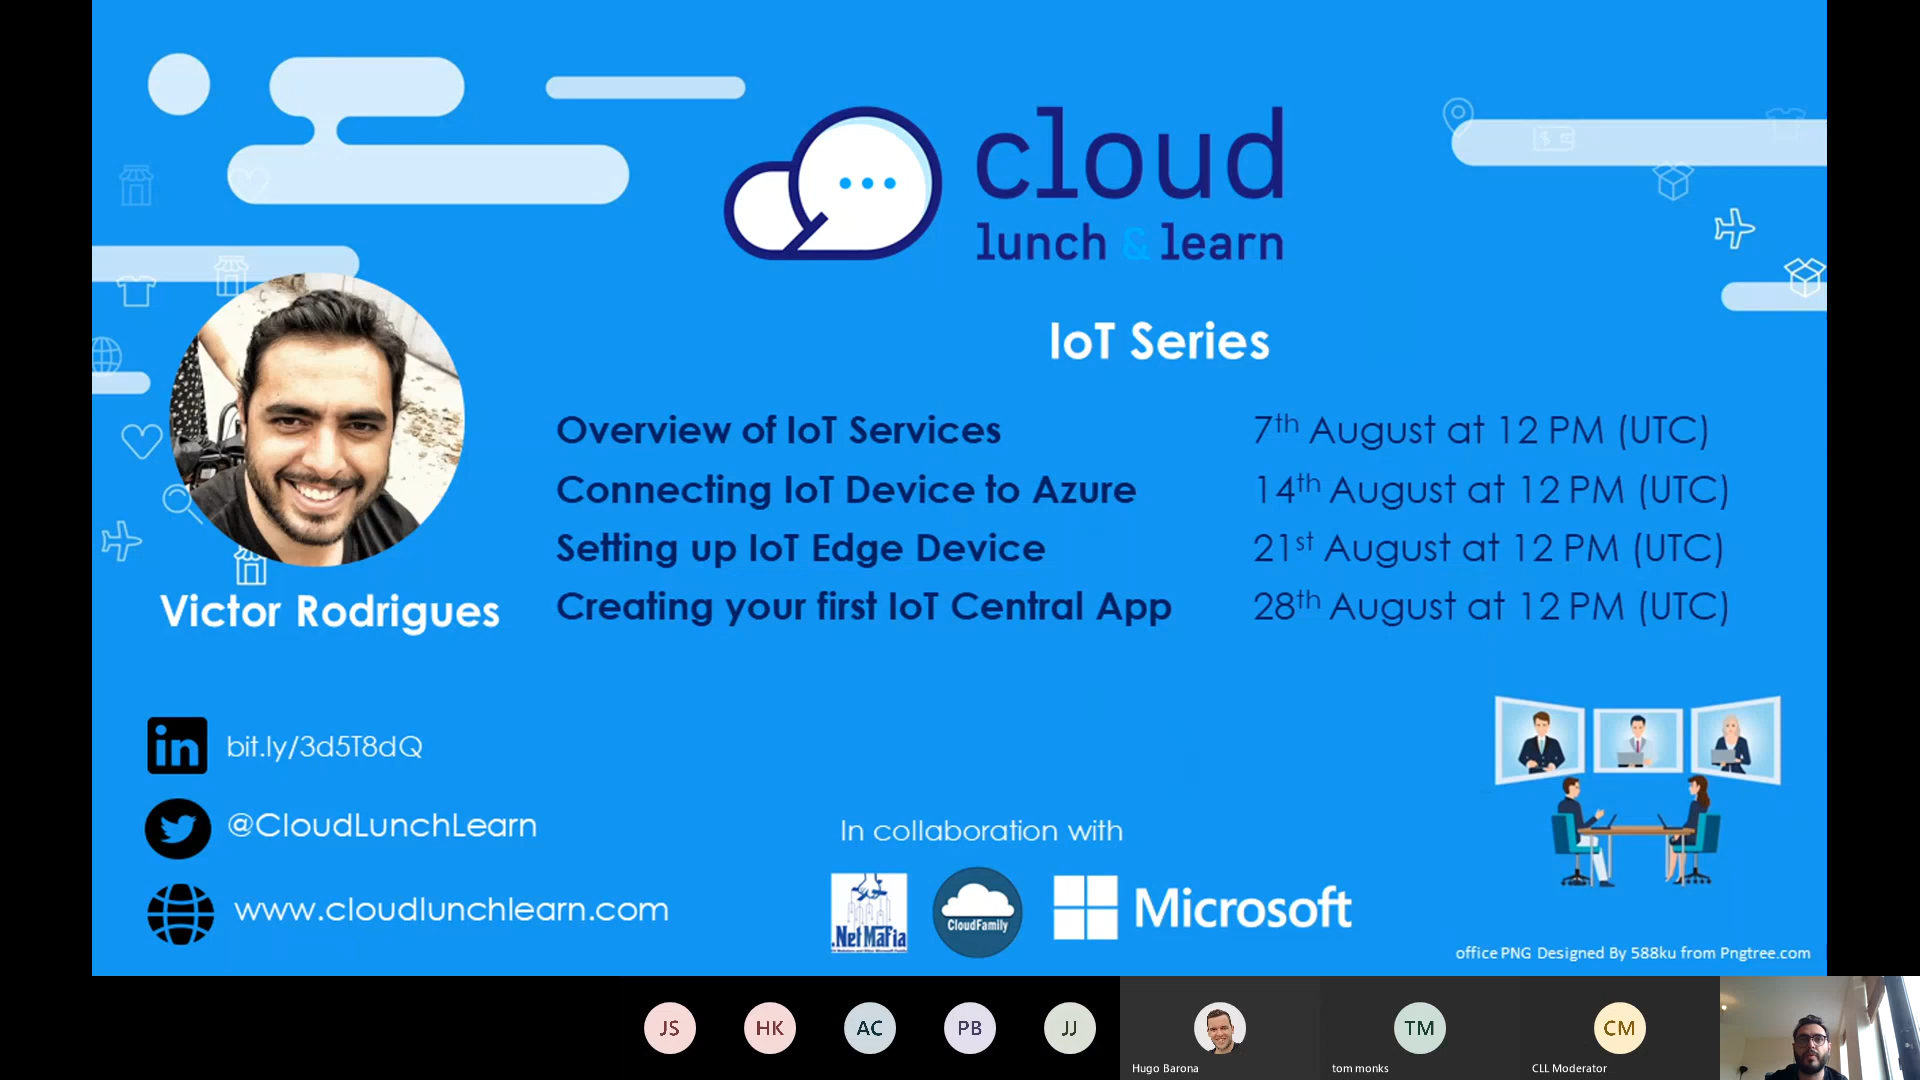 cloud
lunch & learn
IoT Series
Overview of IoT Services 7th August at 12 PM (UTC)
Connecting IoT Device to Azure 14th August at 12 PM (UTC)
Setting up IoT Edge Device 21st August at 12 PM (UTC)
Creating your first IoT Central App 28th August at 12 PM (UTC)
Victor Rodrigues
in bit.ly/3d5T8dQ
@CloudLunchLearn
www.cloudlunchlearn.com
In collaboration with
.Net MaFia
CloudFamily
Microsoft
office PNG Designed By 588ku from Pngtree.com
JS HK AC PB JJ TM CM
Hugo Barona tom monks CLL Moderator